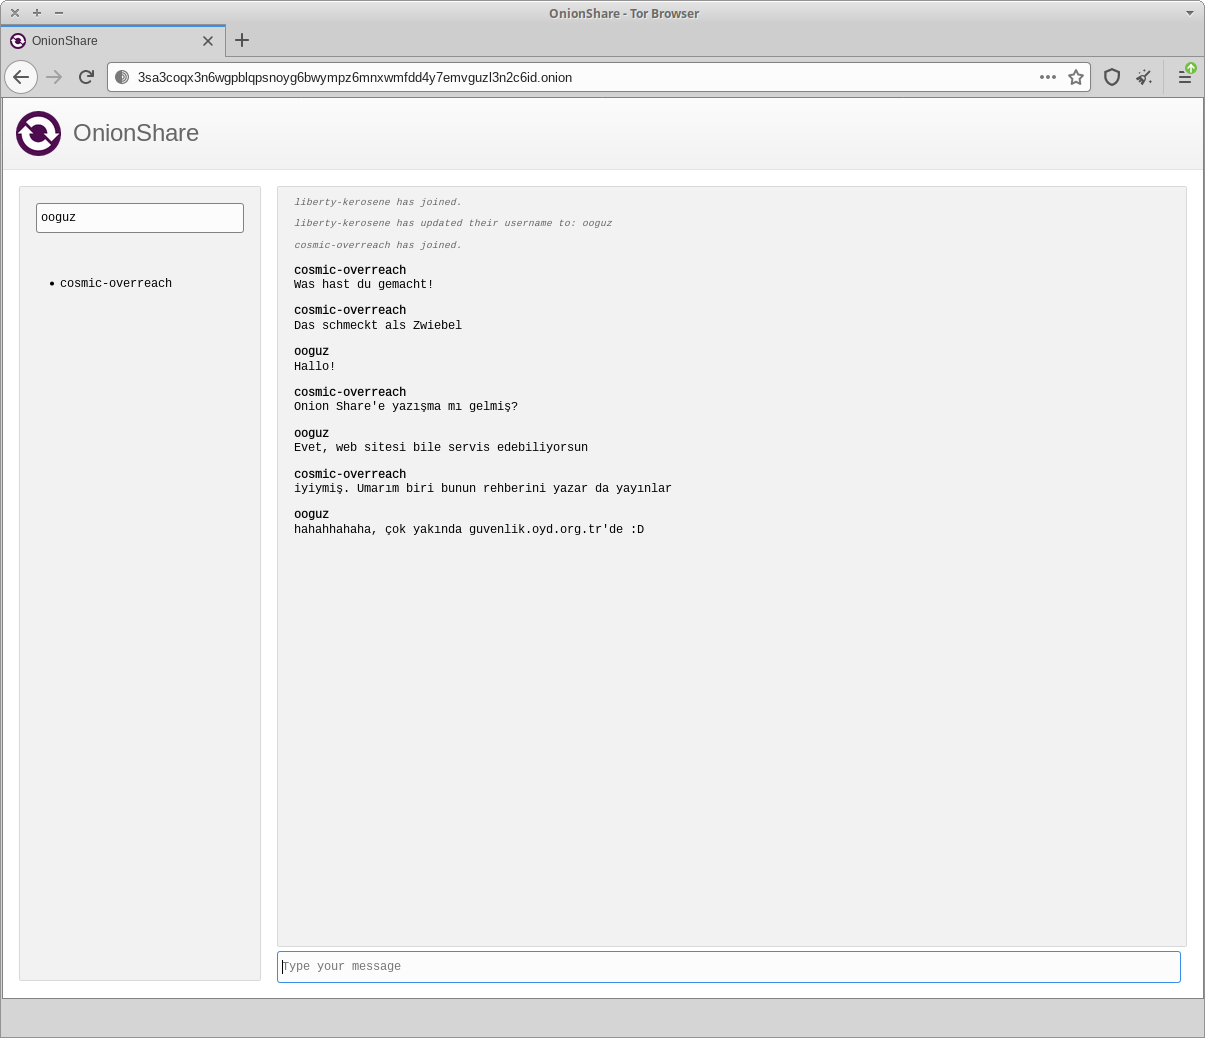 OnionShare - Tor Browser
OnionShare
3sa3coqx3n6wgpblqpsnoyg6bwympz6mnxwmfdd4y7emvguzl3n2c6id.onion
OnionShare
ooguz
cosmic-overreach
liberty-kerosene has joined.
liberty-kerosene has updated their username to: ooguz
cosmic-overreach has joined.
cosmic-overreach
Was hast du gemacht!
cosmic-overreach
Das schmeckt als Zwiebel
ooguz
Hallo!
cosmic-overreach
Onion Share'e yazışma mı gelmiş?
ooguz
Evet, web sitesi bile servis edebiliyorsun
cosmic-overreach
iyiymiş. Umarım biri bunun rehberini yazar da yayınlar
ooguz
hahahhahaha, çok yakında guvenlik.oyd.org.tr'de :D
Type your message